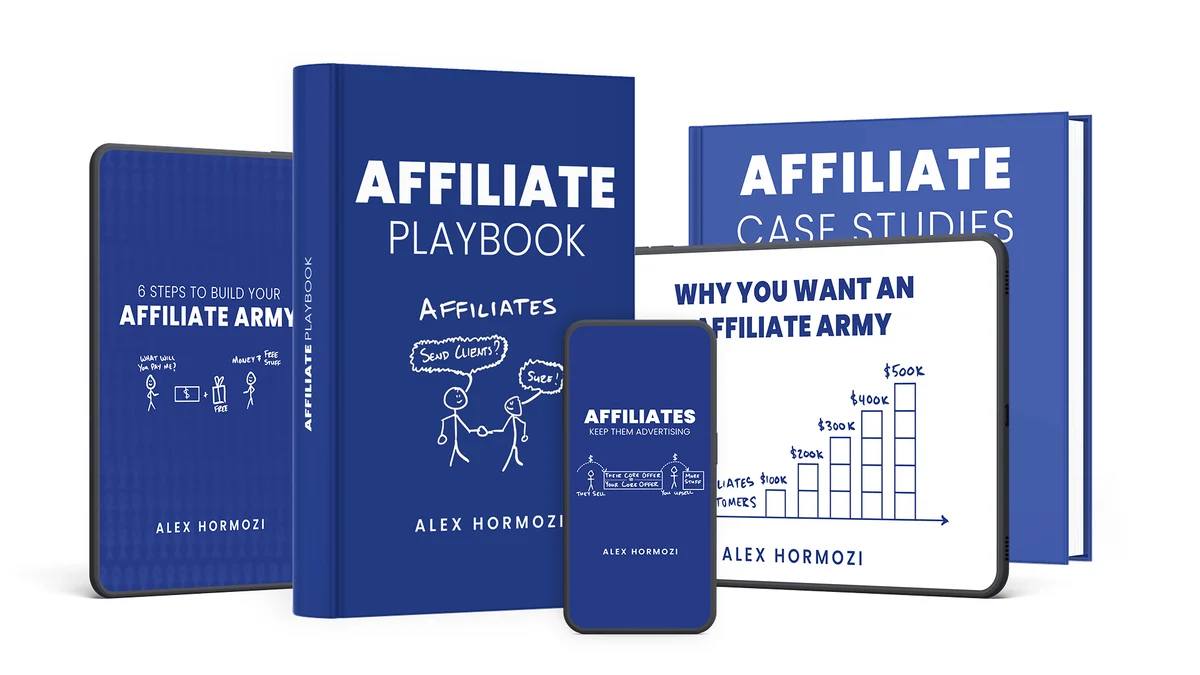 6 STEPS TO BUILD YOUR
AFFILIATE ARMY
WHAT WILL
YOU PAY ME?
MONEY & FREE
STUFF
$
+
FREE
ALEX HORMOZI
AFFILIATE PLAYBOOK
AFFILIATE
PLAYBOOK
AFFILIATES
SEND CLIENTS?
SURE!
ALEX HORMOZI
AFFILIATES
KEEP THEM ADVERTISING
$
$
THEIR CORE OFFER
=
YOUR CORE OFFER
MORE
STUFF
THEY SELL
YOU UPSELL
ALEX HORMOZI
AFFILIATE
CASE STUDIES
WHY YOU WANT AN
AFFILIATE ARMY
$500K
$400K
$300K
$200K
$100K
ALEX HORMOZI